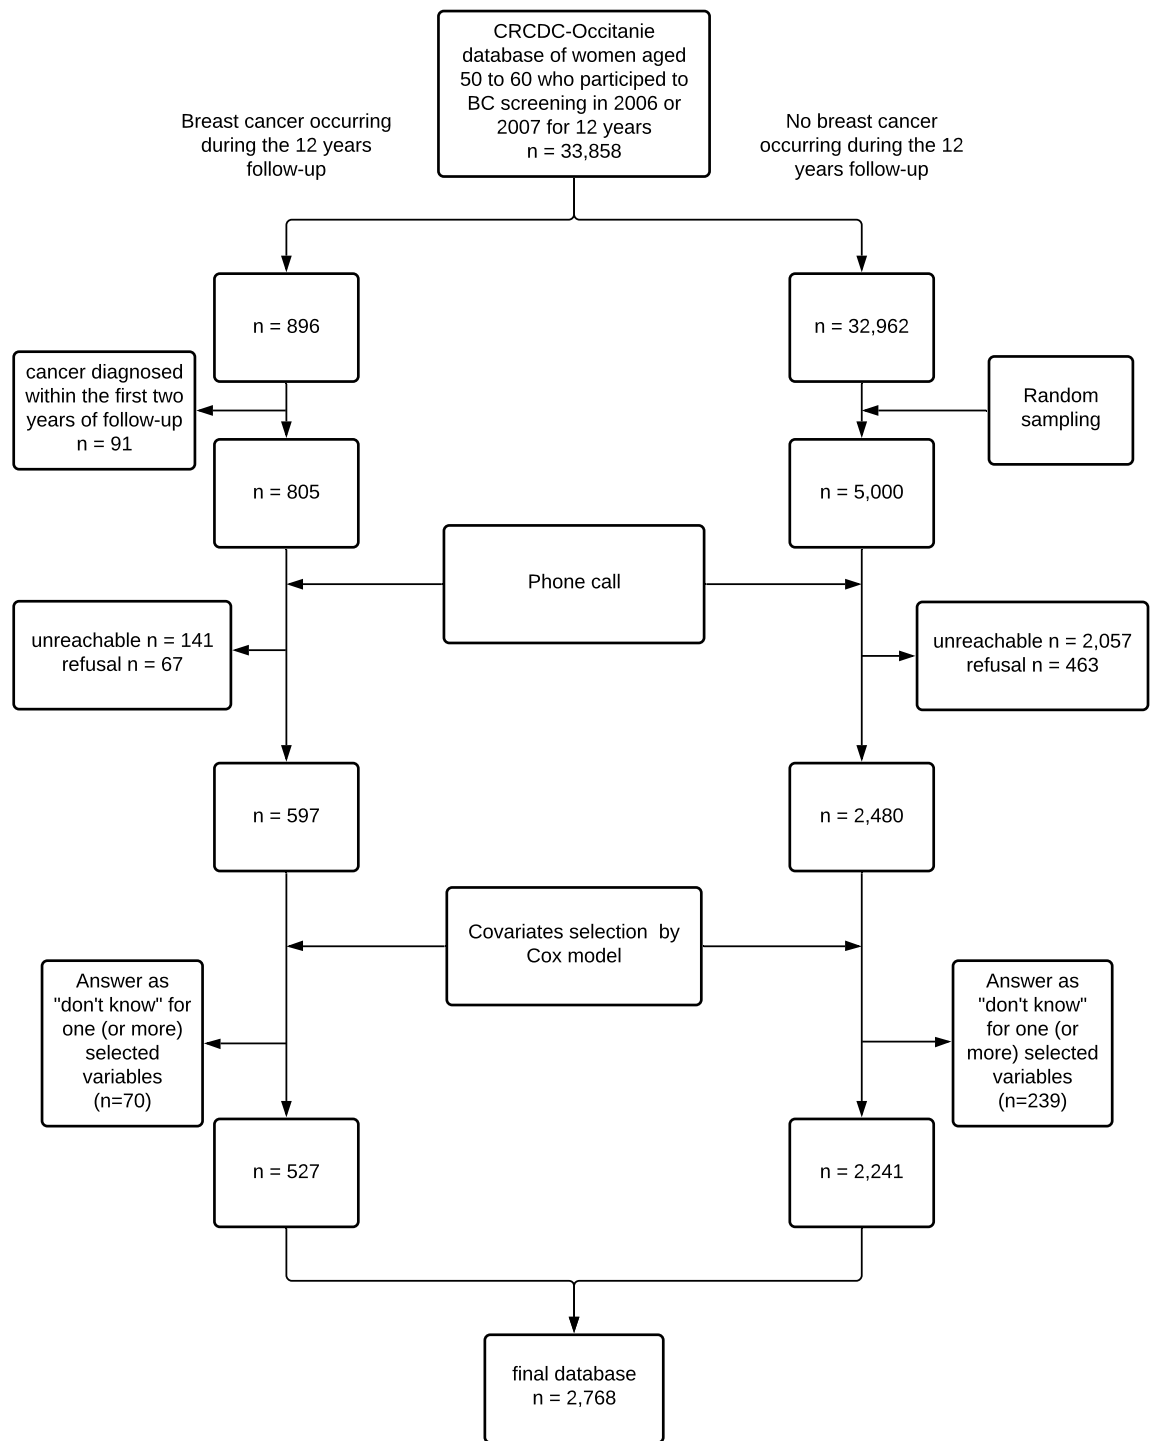 CRCDC-Occitanie
database of women aged
50 to 60 who participed to
BC screening in 2006 or
2007 for 12 years
n = 33,858
Breast cancer occurring
during the 12 years
follow-up
No breast cancer
occurring during the 12
years follow-up
n = 896
n = 32,962
cancer diagnosed
within the first two
years of follow-up
n = 91
Random
sampling
n = 805
n = 5,000
Phone call
unreachable n = 141
refusal n = 67
unreachable n = 2,057
refusal n = 463
n = 597
n = 2,480
Covariates selection by
Cox model
Answer as
"don't know" for
one (or more)
selected
variables
(n=70)
Answer as
"don't know"
for one (or
more) selected
variables
(n=239)
n = 527
n = 2,241
final database
n = 2,768